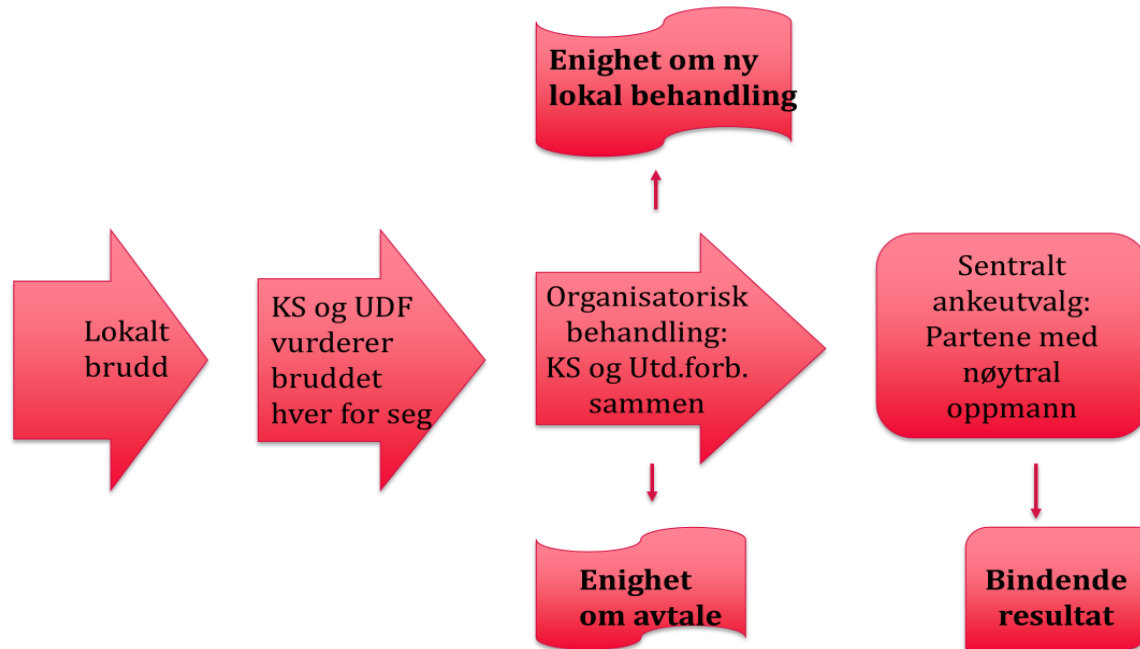 Enighet om ny
lokal behandling
Lokalt
brudd
KS og UDF
vurderer
bruddet
hver for seg
Organisatorisk
behandling:
KS og Utd.forb.
sammen
Sentralt
ankeutvalg:
Partene med
nøytral
oppmann
Enighet
om avtale
Bindende
resultat